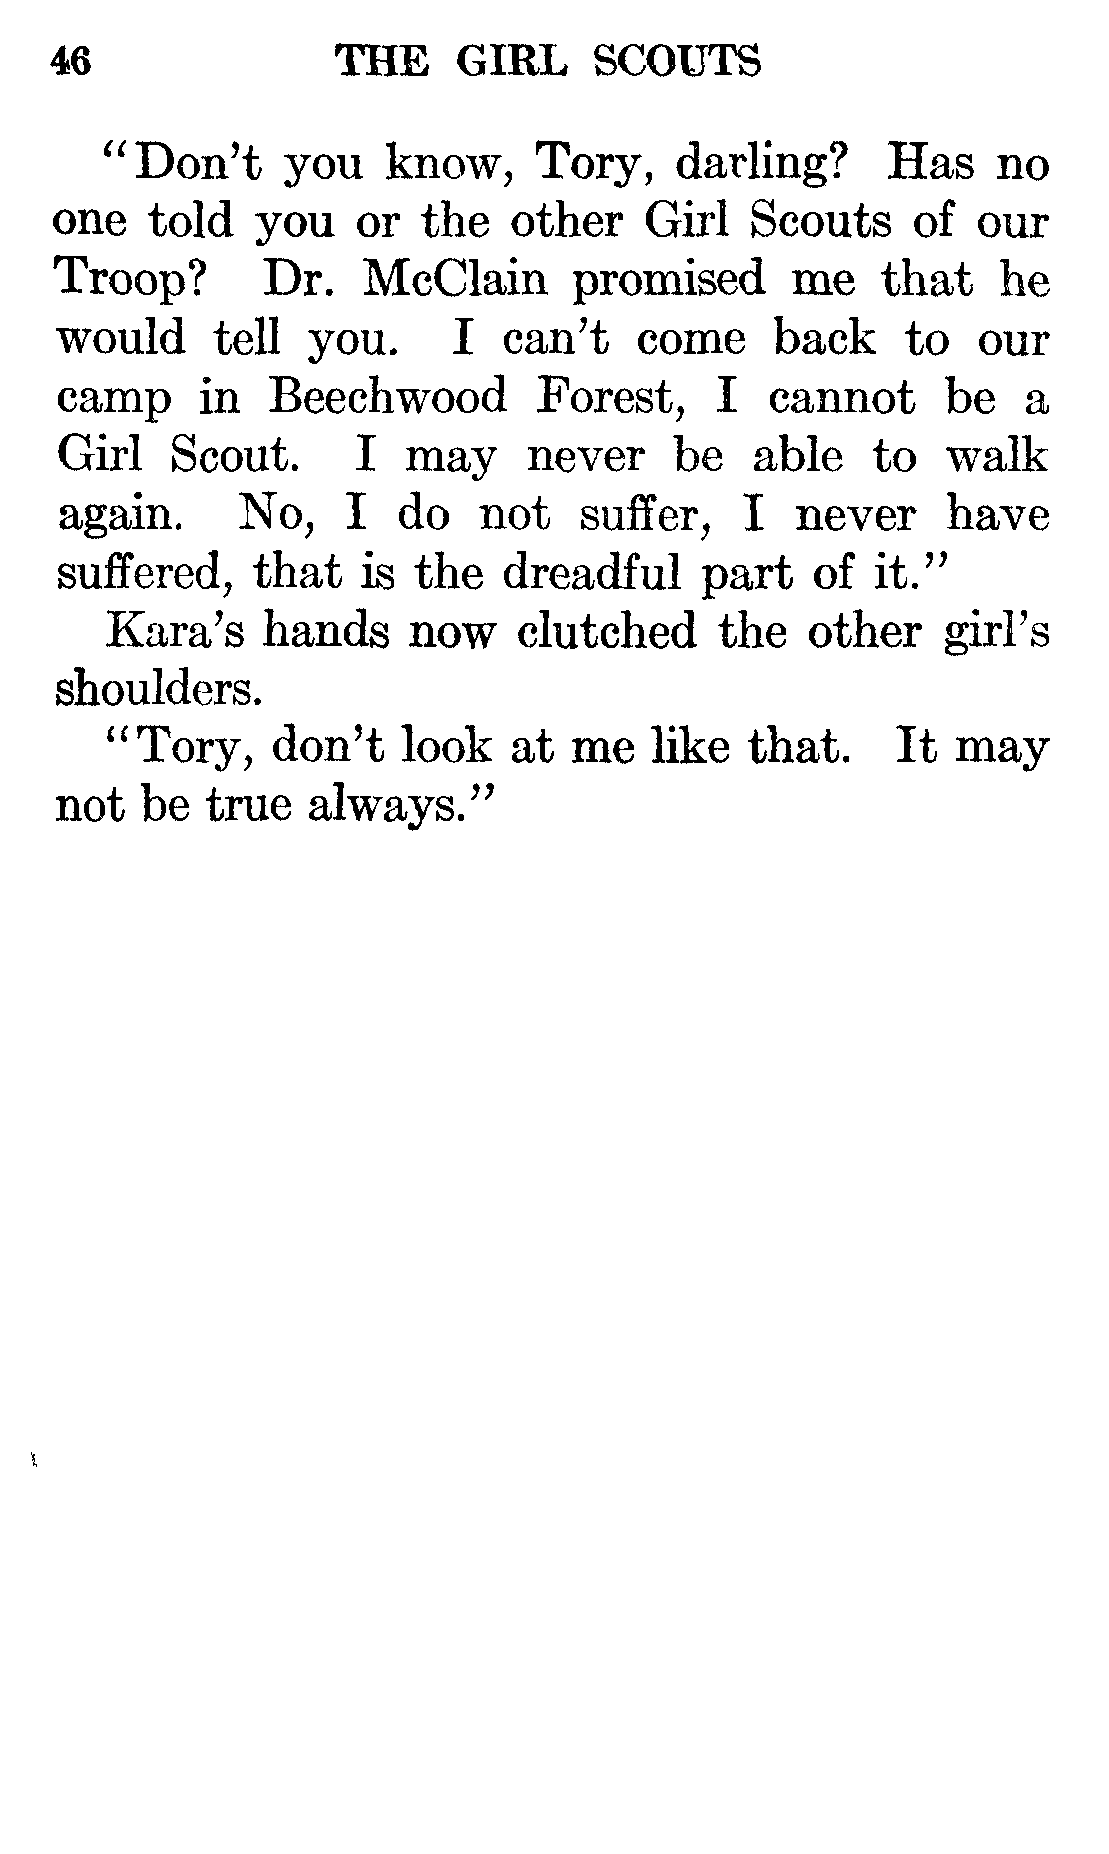 46 THE GIRL SCOUTS
“Don’t you know, Tory, darling? Has no
one told you or the other Girl Scouts of our
Troop? Dr. McClain promised me that he
would tell you. I can’t come back to our
camp in Beechwood Forest, I cannot be a
Girl Scout. I may never be able to walk
again. No, I do not suffer, I never have
suffered, that is the dreadful part of it.”
Kara’s hands now clutched the other girl’s
shoulders.
“Tory, don’t look at me like that. It may
not be true always.”